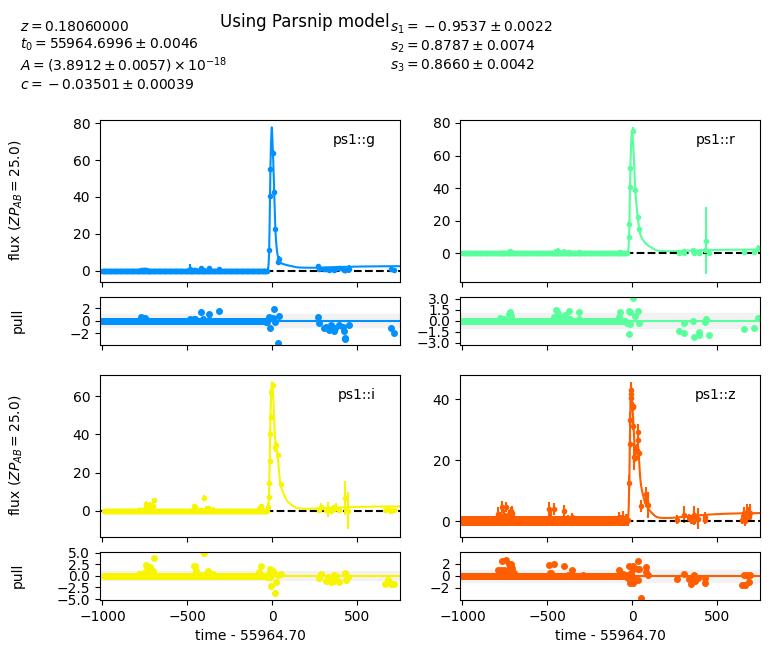 Using Parsnip model
z = 0.18060000
t₀ = 55964.6996 ± 0.0046
A = (3.8912 ± 0.0057) × 10⁻¹⁸
c = −0.03501 ± 0.00039
s₁ = −0.9537 ± 0.0022
s₂ = 0.8787 ± 0.0074
s₃ = 0.8660 ± 0.0042
flux (ZP_AB = 25.0)
80
60
40
20
0
ps1::g
80
60
40
20
0
ps1::r
pull
2
0
−2
3.0
1.5
0.0
−1.5
−3.0
flux (ZP_AB = 25.0)
60
40
20
0
ps1::i
40
20
0
ps1::z
pull
5.0
2.5
0.0
−2.5
−5.0
2
0
−2
−1000 −500 0 500
−1000 −500 0 500
time - 55964.70
time - 55964.70